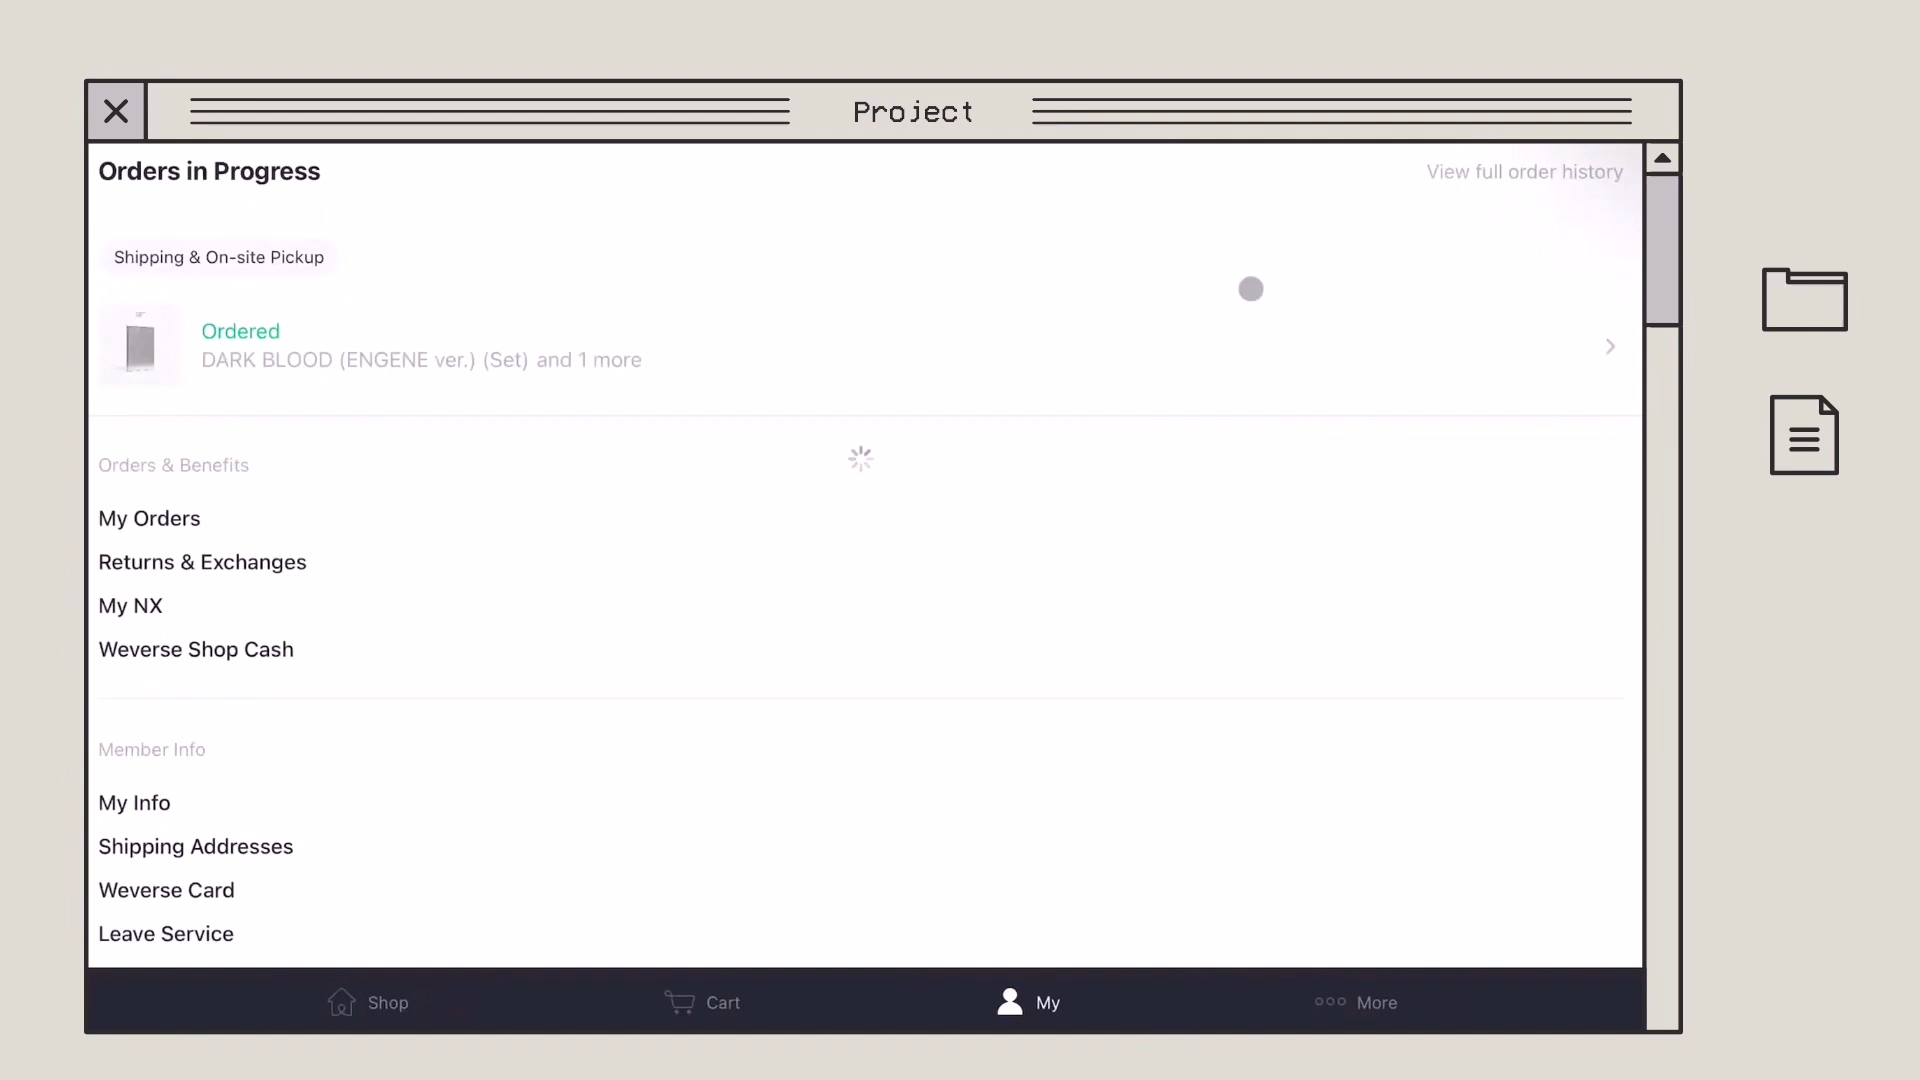 Project
Orders in Progress
View full order history
Shipping & On-site Pickup
Ordered
DARK BLOOD (ENGENE ver.) (Set) and 1 more
Orders & Benefits
My Orders
Returns & Exchanges
My NX
Weverse Shop Cash
Member Info
My Info
Shipping Addresses
Weverse Card
Leave Service
Shop
Cart
My
More